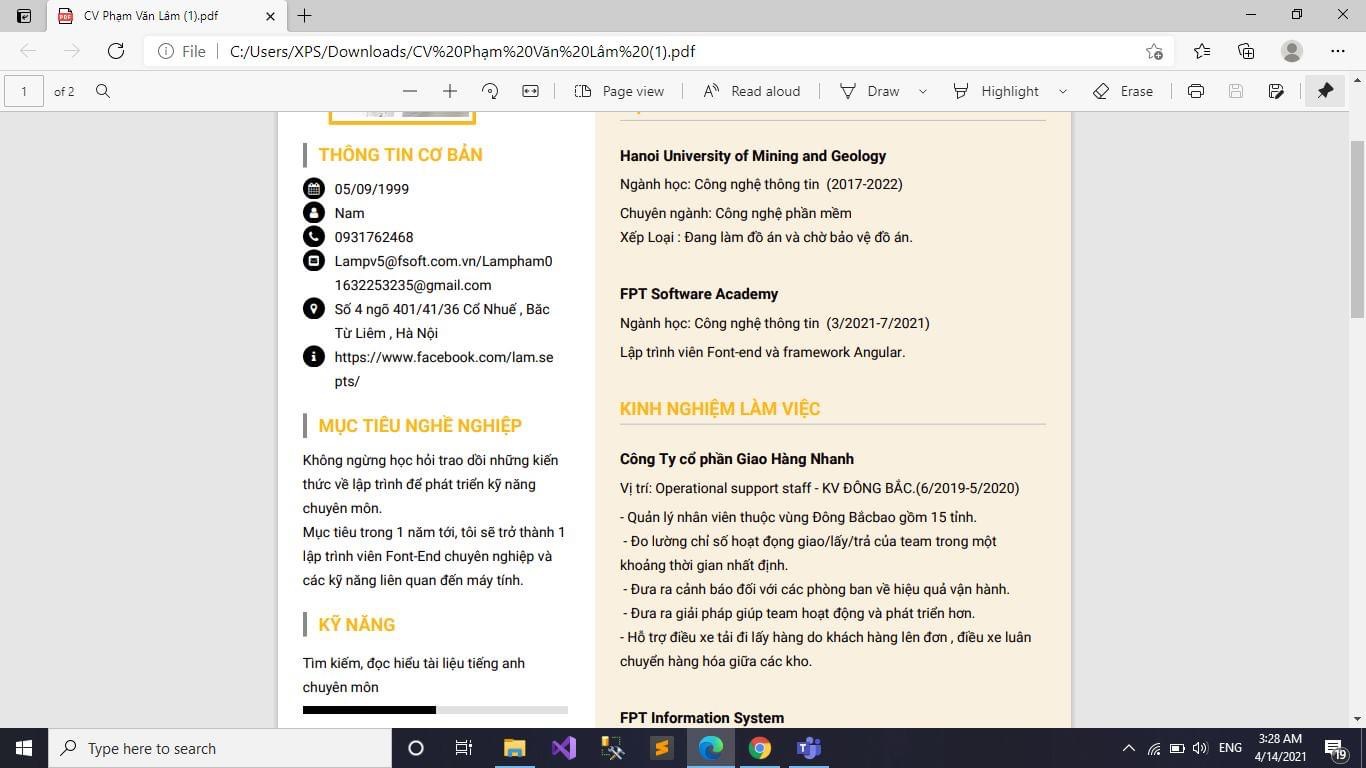 CV Phạm Văn Lâm (1).pdf
File
C:/Users/XPS/Downloads/CV%20Phạm%20Văn%20Lâm%20(1).pdf
1 of 2
Page view
Read aloud
Draw
Highlight
Erase
THÔNG TIN CƠ BẢN
05/09/1999
Nam
0931762468
Lampv5@fsoft.com.vn/Lampham0
1632253235@gmail.com
Số 4 ngõ 401/41/36 Cổ Nhuế , Băc
Từ Liêm , Hà Nội
https://www.facebook.com/lam.se
pts/
MỤC TIÊU NGHỀ NGHIỆP
Không ngừng học hỏi trao dồi những kiến
thức về lập trình để phát triển kỹ năng
chuyên môn.
Mục tiêu trong 1 năm tới, tôi sẽ trở thành 1
lập trình viên Font-End chuyên nghiệp và
các kỹ năng liên quan đến máy tính.
KỸ NĂNG
Tìm kiếm, đọc hiểu tài liệu tiếng anh
chuyên môn
Hanoi University of Mining and Geology
Ngành học: Công nghệ thông tin (2017-2022)
Chuyên ngành: Công nghệ phần mềm
Xếp Loại : Đang làm đồ án và chờ bảo vệ đồ án.
FPT Software Academy
Ngành học: Công nghệ thông tin (3/2021-7/2021)
Lập trình viên Font-end và framework Angular.
KINH NGHIỆM LÀM VIỆC
Công Ty cổ phần Giao Hàng Nhanh
Vị trí: Operational support staff - KV ĐÔNG BẮC.(6/2019-5/2020)
- Quản lý nhân viên thuộc vùng Đông Bắcbao gồm 15 tỉnh.
- Đo lường chỉ số hoạt đọng giao/lấy/trả của team trong một
khoảng thời gian nhất định.
- Đưa ra cảnh báo đối với các phòng ban về hiệu quả vận hành.
- Đưa ra giải pháp giúp team hoạt động và phát triển hơn.
- Hỗ trợ điều xe tải đi lấy hàng do khách hàng lên đơn , điều xe luân
chuyển hàng hóa giữa các kho.
FPT Information System
Type here to search
ENG
3:28 AM
4/14/2021
19